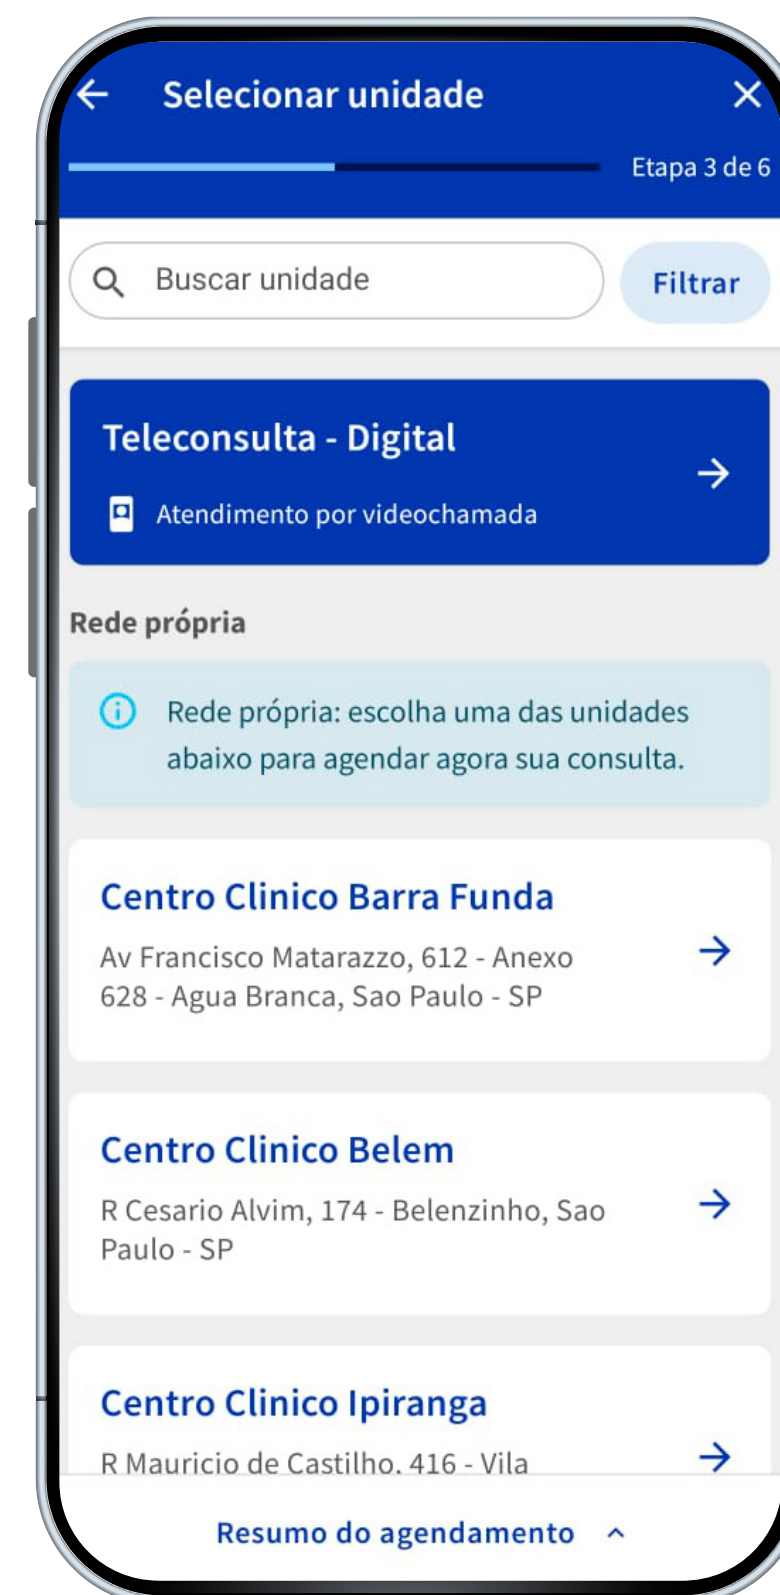 Selecionar unidade
Etapa 3 de 6
Buscar unidade
Filtrar
Teleconsulta - Digital
Atendimento por videochamada
Rede própria
Rede própria: escolha uma das unidades
abaixo para agendar agora sua consulta.
Centro Clinico Barra Funda
Av Francisco Matarazzo, 612 - Anexo
628 - Agua Branca, Sao Paulo - SP
Centro Clinico Belem
R Cesario Alvim, 174 - Belenzinho, Sao
Paulo - SP
Centro Clinico Ipiranga
R Mauricio de Castilho, 416 - Vila
Resumo do agendamento